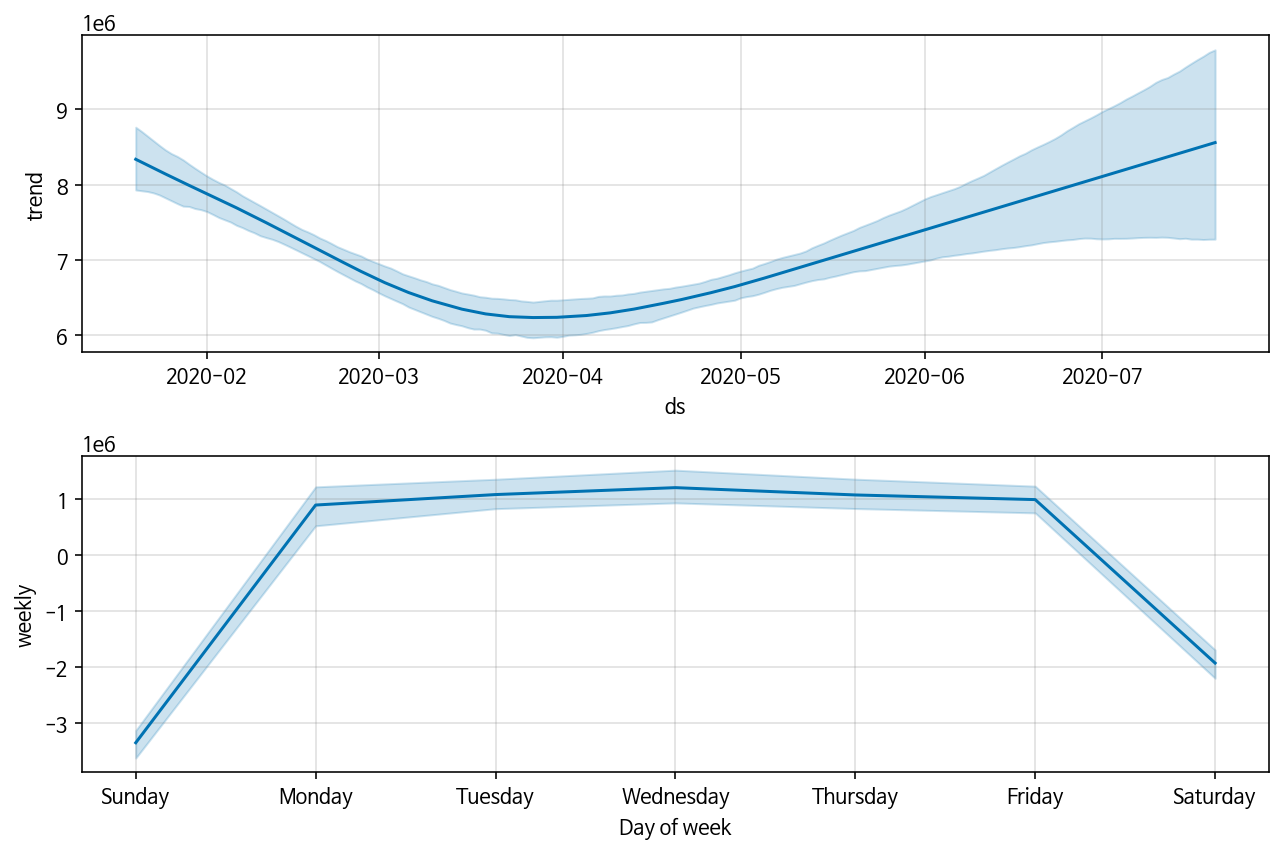 1e6
9
8
7
6
trend
2020-02 2020-03 2020-04 2020-05 2020-06 2020-07
ds
1e6
1
0
-1
-2
-3
weekly
Sunday Monday Tuesday Wednesday Thursday Friday Saturday
Day of week